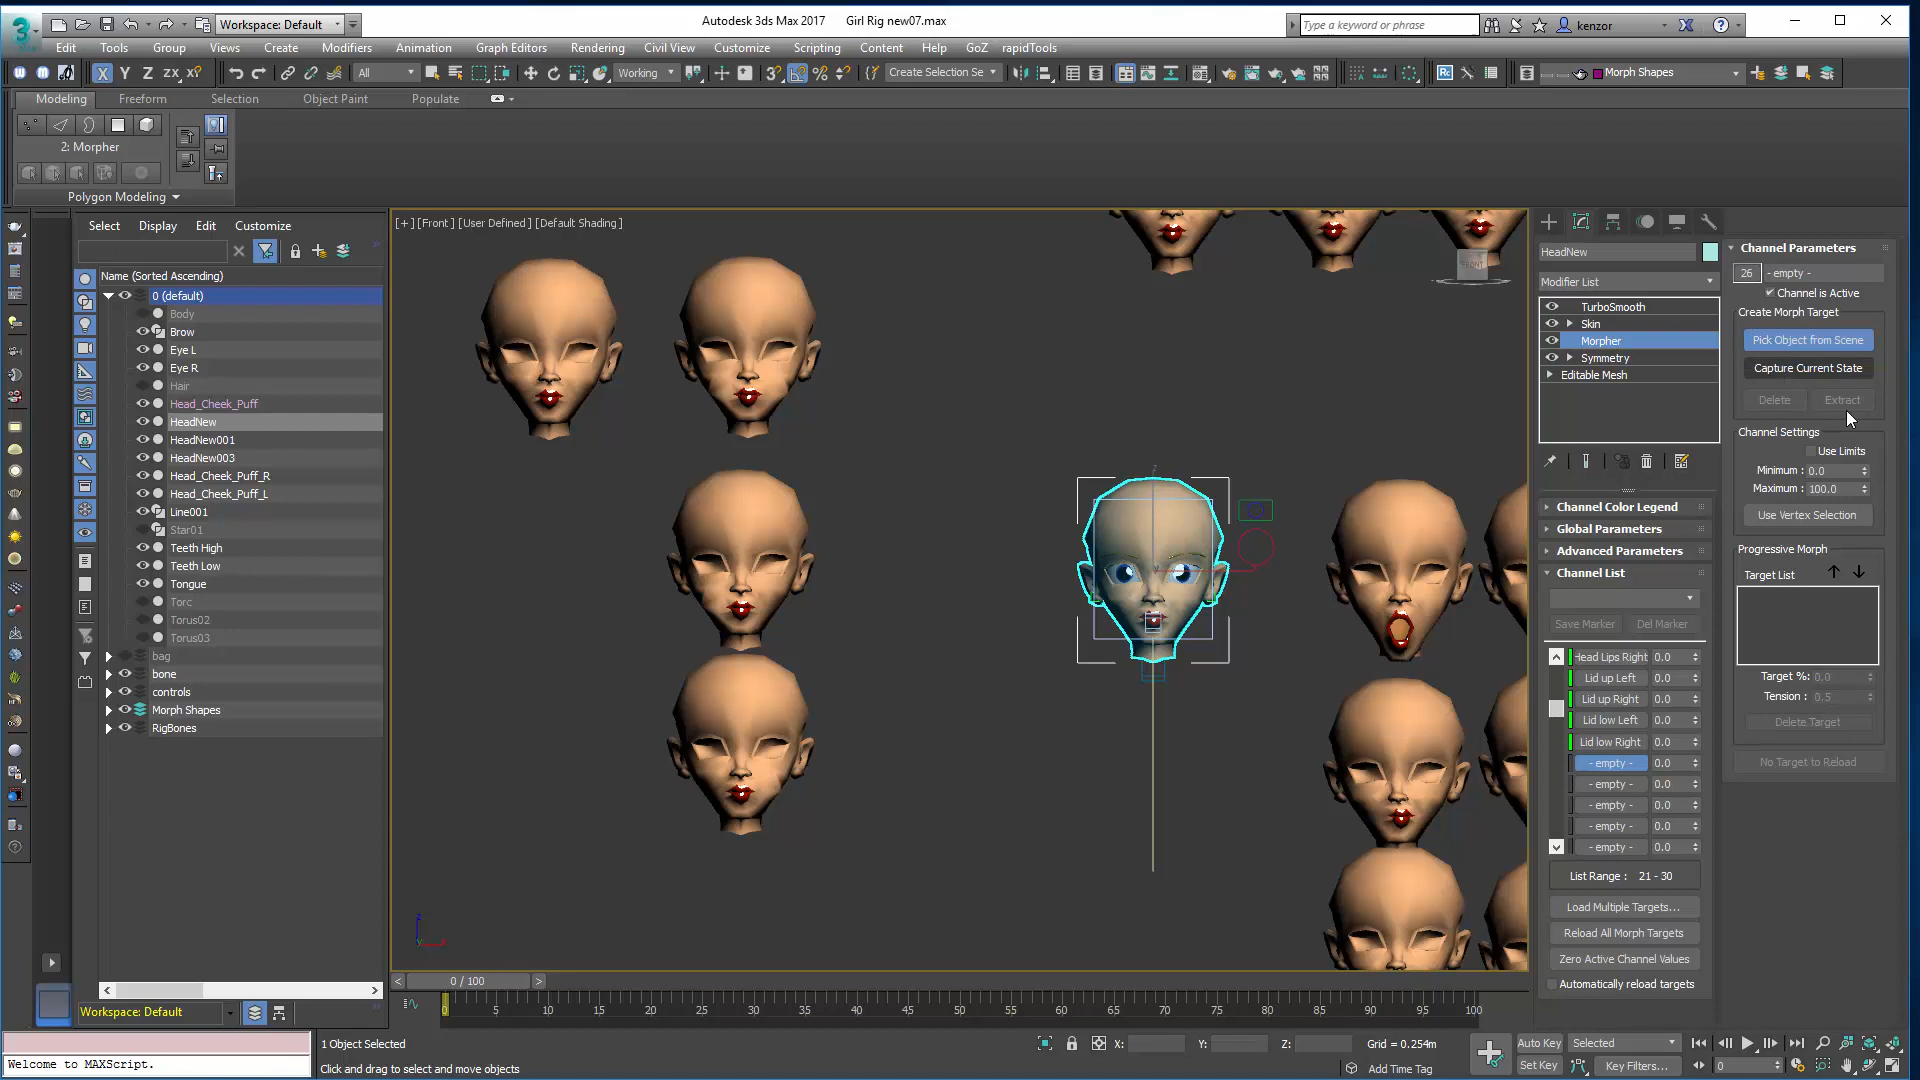 Workspace: Default
Autodesk 3ds Max 2017    Girl Rig new07.max
Type a keyword or phrase
kenzor
Edit Tools Group Views Create Modifiers Animation Graph Editors Rendering Civil View Customize Scripting Content Help GoZ rapidTools
X Y Z ZX XY
All
Working
Create Selection Se
Morph Shapes
Modeling Freeform Selection Object Paint Populate
2: Morpher
Polygon Modeling
Select Display Edit Customize
Name (Sorted Ascending)
0 (default)
Body
Brow
Eye L
Eye R
Hair
Head_Cheek_Puff
HeadNew
HeadNew001
HeadNew003
Head_Cheek_Puff_R
Head_Cheek_Puff_L
Line001
Star01
Teeth High
Teeth Low
Tongue
Torc
Torus02
Torus03
bag
bone
controls
Morph Shapes
RigBones
Workspace: Default
[+] [Front] [User Defined] [Default Shading]
FRONT
HeadNew
Modifier List
TurboSmooth
Skin
Morpher
Symmetry
Editable Mesh
Channel Color Legend
Global Parameters
Advanced Parameters
Channel List
Save Marker Del Marker
Head Lips Right 0.0
Lid up Left 0.0
Lid up Right 0.0
Lid low Left 0.0
Lid low Right 0.0
- empty - 0.0
- empty - 0.0
- empty - 0.0
- empty - 0.0
- empty - 0.0
List Range : 21 - 30
Load Multiple Targets...
Reload All Morph Targets
Zero Active Channel Values
Automatically reload targets
Channel Parameters
26 - empty -
Channel is Active
Create Morph Target
Pick Object from Scene
Capture Current State
Delete Extract
Channel Settings
Use Limits
Minimum : 0.0
Maximum : 100.0
Use Vertex Selection
Progressive Morph
Target List
Target %: 0.0
Tension : 0.5
Delete Target
No Target to Reload
0 / 100
0 5 10 15 20 25 30 35 40 45 50 55 60 65 70 75 80 85 90 95 100
Welcome to MAXScript.
1 Object Selected
Click and drag to select and move objects
X: Y: Z: Grid = 0.254m
Add Time Tag
Auto Key Selected
Set Key Key Filters... 0